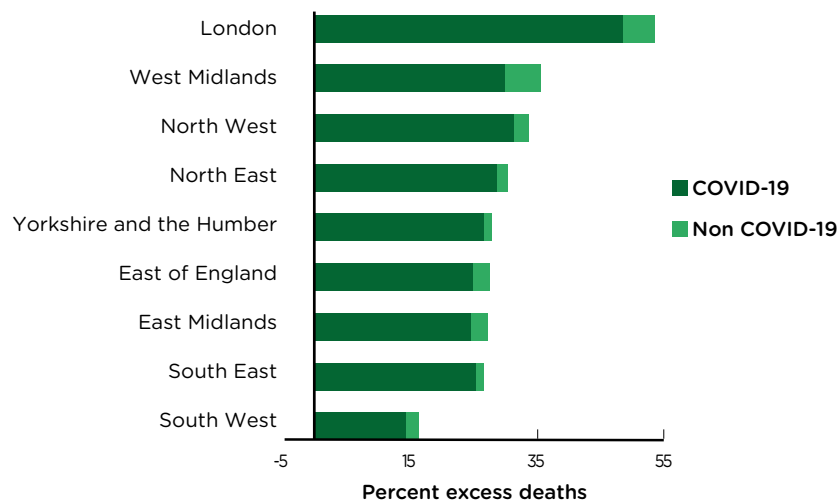 London
West Midlands
North West
North East
Yorkshire and the Humber
East of England
East Midlands
South East
South West
COVID-19
Non COVID-19
-5 15 35 55
Percent excess deaths